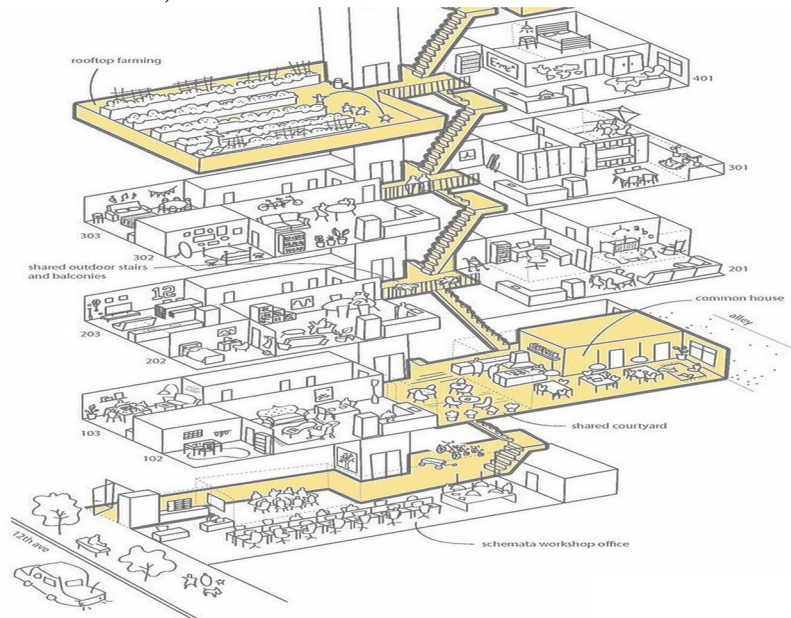 rooftop farming
401
E=mc²
301
303
302
shared outdoor stairs
and balconies
201
12
203
202
common house
alley
103
102
shared courtyard
12th ave
schemata workshop office